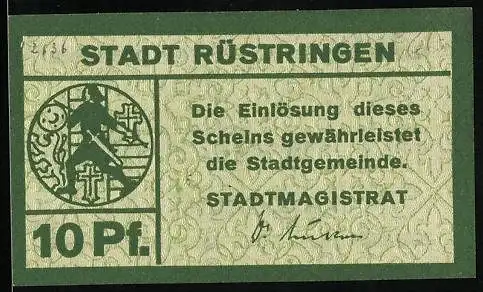 STADT RÜSTRINGEN
Die Einlösung dieses
Scheins gewährleistet
die Stadtgemeinde.
STADTMAGISTRAT
10 Pf.